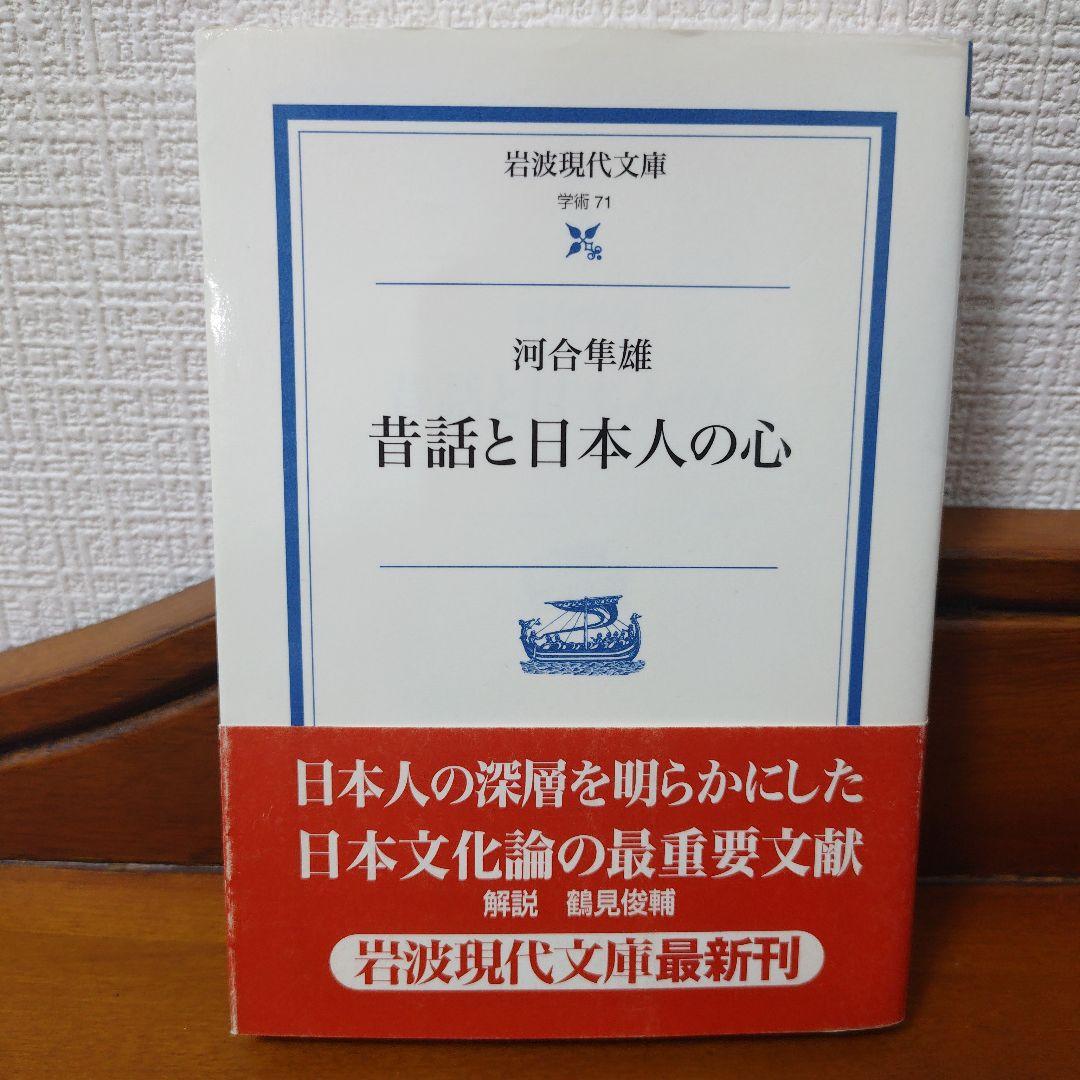 岩波現代文庫
学術 71
河合隼雄
昔話と日本人の心
日本人の深層を明らかにした
日本文化論の最重要文献
解説 鶴見俊輔
岩波現代文庫最新刊